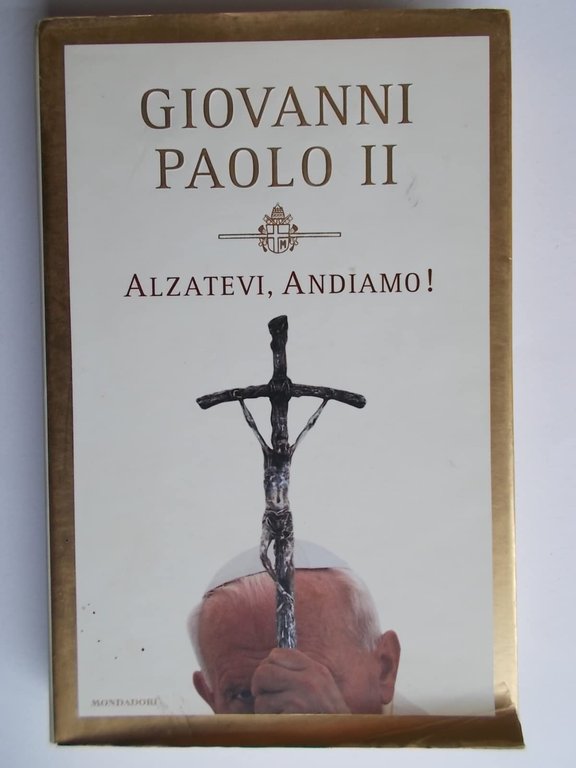 GIOVANNI
PAOLO II
M
ALZATEVI, ANDIAMO!
MONDADORI